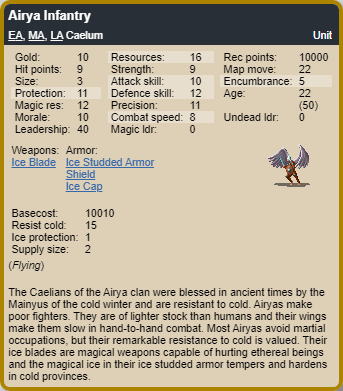 Airya Infantry
EA, MA, LA Caelum Unit
Gold: 10 Resources: 16 Rec points: 10000
Hit points: 9 Strength: 9 Map move: 22
Size: 3 Attack skill: 10 Encumbrance: 5
Protection: 11 Defence skill: 12 Age: 22
Magic res: 12 Precision: 11 (50)
Morale: 10 Combat speed: 8 Undead ldr: 0
Leadership: 40 Magic ldr: 0
Weapons: Armor:
Ice Blade Ice Studded Armor
Shield
Ice Cap
Basecost: 10010
Resist cold: 15
Ice protection: 1
Supply size: 2
(Flying)
The Caelians of the Airya clan were blessed in ancient times by the
Mainyus of the cold winter and are resistant to cold. Airyas make
poor fighters. They are of lighter stock than humans and their wings
make them slow in hand-to-hand combat. Most Airyas avoid martial
occupations, but their remarkable resistance to cold is valued. Their
ice blades are magical weapons capable of hurting ethereal beings
and the magical ice in their ice studded armor tempers and hardens
in cold provinces.